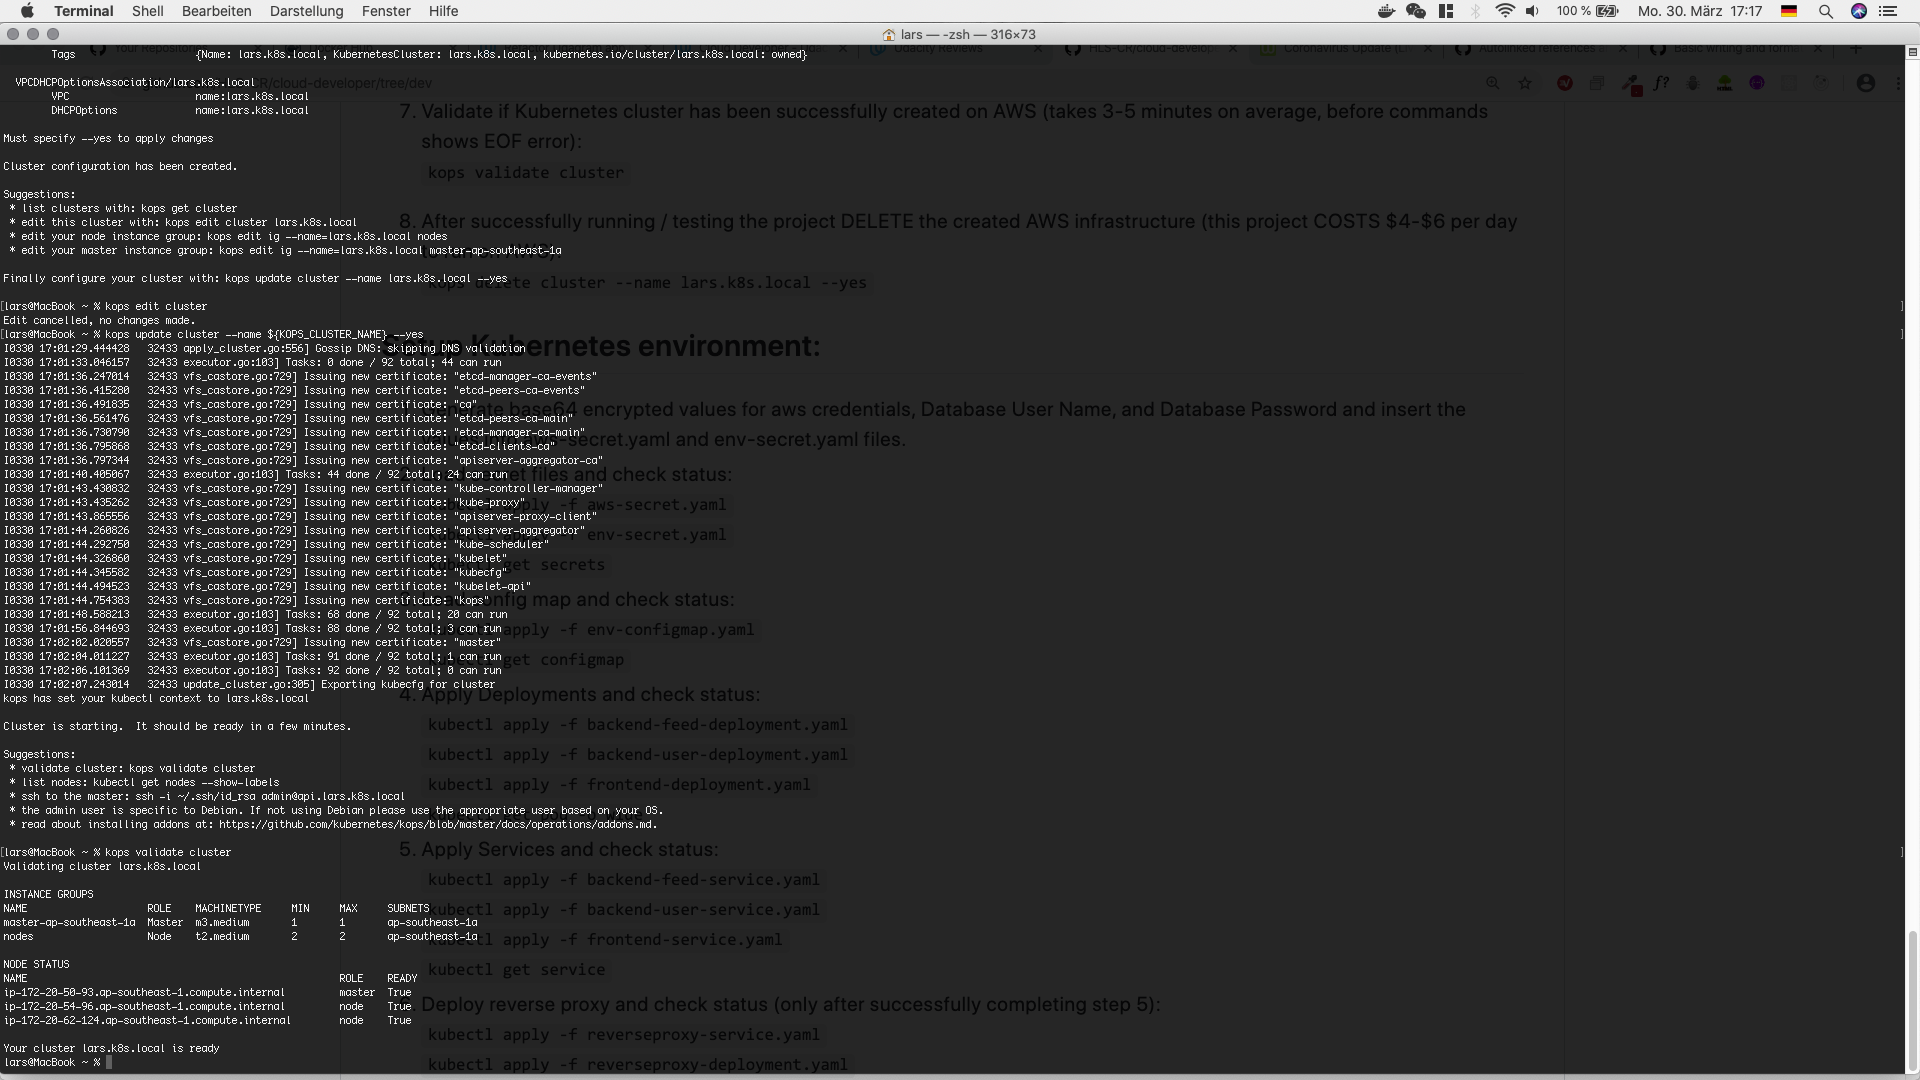 Terminal Shell Bearbeiten Darstellung Fenster Hilfe 100 % Mo. 30. März 17:17
lars — -zsh — 316×73
Tags {Name: lars.k8s.local, KubernetesCluster: lars.k8s.local, kubernetes.io/cluster/lars.k8s.local: owned}
VPCDHCPOptionsAssociation/lars.k8s.local
VPC name:lars.k8s.local
DHCPOptions name:lars.k8s.local
Must specify --yes to apply changes
Cluster configuration has been created.
Suggestions:
* list clusters with: kops get cluster
* edit this cluster with: kops edit cluster lars.k8s.local
* edit your node instance group: kops edit ig --name=lars.k8s.local nodes
* edit your master instance group: kops edit ig --name=lars.k8s.local master-ap-southeast-1a
Finally configure your cluster with: kops update cluster --name lars.k8s.local --yes
[lars@MacBook ~ % kops edit cluster ]
Edit cancelled, no changes made.
[lars@MacBook ~ % kops update cluster --name ${KOPS_CLUSTER_NAME} --yes ]
I0330 17:01:29.444428 32433 apply_cluster.go:556] Gossip DNS: skipping DNS validation
I0330 17:01:33.046157 32433 executor.go:103] Tasks: 0 done / 92 total; 44 can run
I0330 17:01:36.247014 32433 vfs_castore.go:729] Issuing new certificate: "etcd-manager-ca-events"
I0330 17:01:36.415280 32433 vfs_castore.go:729] Issuing new certificate: "etcd-peers-ca-events"
I0330 17:01:36.491835 32433 vfs_castore.go:729] Issuing new certificate: "ca"
I0330 17:01:36.561476 32433 vfs_castore.go:729] Issuing new certificate: "etcd-peers-ca-main"
I0330 17:01:36.730790 32433 vfs_castore.go:729] Issuing new certificate: "etcd-manager-ca-main"
I0330 17:01:36.795868 32433 vfs_castore.go:729] Issuing new certificate: "etcd-clients-ca"
I0330 17:01:36.797344 32433 vfs_castore.go:729] Issuing new certificate: "apiserver-aggregator-ca"
I0330 17:01:40.405067 32433 executor.go:103] Tasks: 44 done / 92 total; 24 can run
I0330 17:01:43.430832 32433 vfs_castore.go:729] Issuing new certificate: "kube-controller-manager"
I0330 17:01:43.435262 32433 vfs_castore.go:729] Issuing new certificate: "kube-proxy"
I0330 17:01:43.865556 32433 vfs_castore.go:729] Issuing new certificate: "apiserver-proxy-client"
I0330 17:01:44.260826 32433 vfs_castore.go:729] Issuing new certificate: "apiserver-aggregator"
I0330 17:01:44.292750 32433 vfs_castore.go:729] Issuing new certificate: "kube-scheduler"
I0330 17:01:44.326860 32433 vfs_castore.go:729] Issuing new certificate: "kubelet"
I0330 17:01:44.345582 32433 vfs_castore.go:729] Issuing new certificate: "kubecfg"
I0330 17:01:44.494523 32433 vfs_castore.go:729] Issuing new certificate: "kubelet-api"
I0330 17:01:44.754383 32433 vfs_castore.go:729] Issuing new certificate: "kops"
I0330 17:01:48.588213 32433 executor.go:103] Tasks: 68 done / 92 total; 20 can run
I0330 17:01:56.844693 32433 executor.go:103] Tasks: 88 done / 92 total; 3 can run
I0330 17:02:02.020557 32433 vfs_castore.go:729] Issuing new certificate: "master"
I0330 17:02:04.011227 32433 executor.go:103] Tasks: 91 done / 92 total; 1 can run
I0330 17:02:06.101369 32433 executor.go:103] Tasks: 92 done / 92 total; 0 can run
I0330 17:02:07.243014 32433 update_cluster.go:305] Exporting kubecfg for cluster
kops has set your kubectl context to lars.k8s.local
Cluster is starting. It should be ready in a few minutes.
Suggestions:
* validate cluster: kops validate cluster
* list nodes: kubectl get nodes --show-labels
* ssh to the master: ssh -i ~/.ssh/id_rsa admin@api.lars.k8s.local
* the admin user is specific to Debian. If not using Debian please use the appropriate user based on your OS.
* read about installing addons at: https://github.com/kubernetes/kops/blob/master/docs/operations/addons.md.
[lars@MacBook ~ % kops validate cluster ]
Validating cluster lars.k8s.local
INSTANCE GROUPS
NAME ROLE MACHINETYPE MIN MAX SUBNETS
master-ap-southeast-1a Master m3.medium 1 1 ap-southeast-1a
nodes Node t2.medium 2 2 ap-southeast-1a
NODE STATUS
NAME ROLE READY
ip-172-20-50-93.ap-southeast-1.compute.internal master True
ip-172-20-54-96.ap-southeast-1.compute.internal node True
ip-172-20-62-124.ap-southeast-1.compute.internal node True
Your cluster lars.k8s.local is ready
lars@MacBook ~ %
Your Repositor
Udacity Reviews
HLS-CR/cloud-develop
Coronavirus Update (L
Autolinked references
Basic writing and form
CR/cloud-developer/tree/dev
7. Validate if Kubernetes cluster has been successfully created on AWS (takes 3-5 minutes on average, before commands
shows EOF error):
kops validate cluster
8. After successfully running / testing the project DELETE the created AWS infrastructure (this project COSTS $4-$6 per day
kops delete cluster --name lars.k8s.local --yes
Kubernetes environment:
Generate base64 encrypted values for aws credentials, Database User Name, and Database Password and insert the
aws-secret.yaml and env-secret.yaml files.
files and check status:
kubectl apply -f aws-secret.yaml
env-secret.yaml
kubectl get secrets
config map and check status:
apply -f env-configmap.yaml
kubectl get configmap
4. Apply Deployments and check status:
kubectl apply -f backend-feed-deployment.yaml
kubectl apply -f backend-user-deployment.yaml
kubectl apply -f frontend-deployment.yaml
5. Apply Services and check status:
kubectl apply -f backend-feed-service.yaml
kubectl apply -f backend-user-service.yaml
kubectl apply -f frontend-service.yaml
kubectl get service
Deploy reverse proxy and check status (only after successfully completing step 5):
kubectl apply -f reverseproxy-service.yaml
kubectl apply -f reverseproxy-deployment.yaml